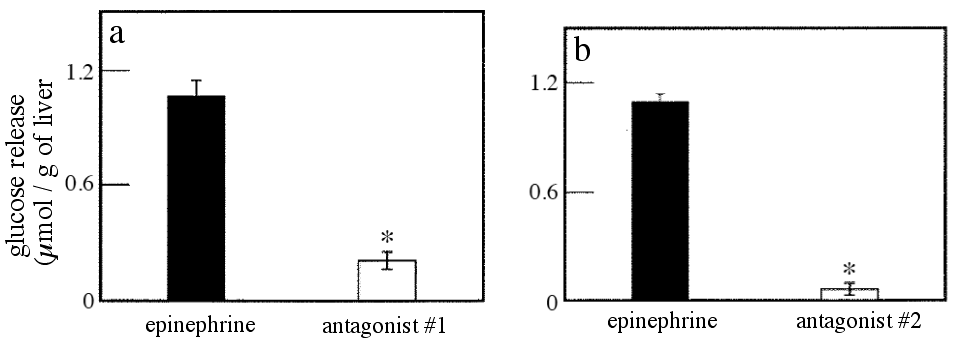 a
1.2
0.6
0
glucose release
(µmol / g of liver
*
epinephrine
antagonist #1
b
1.2
0.6
0
*
epinephrine
antagonist #2